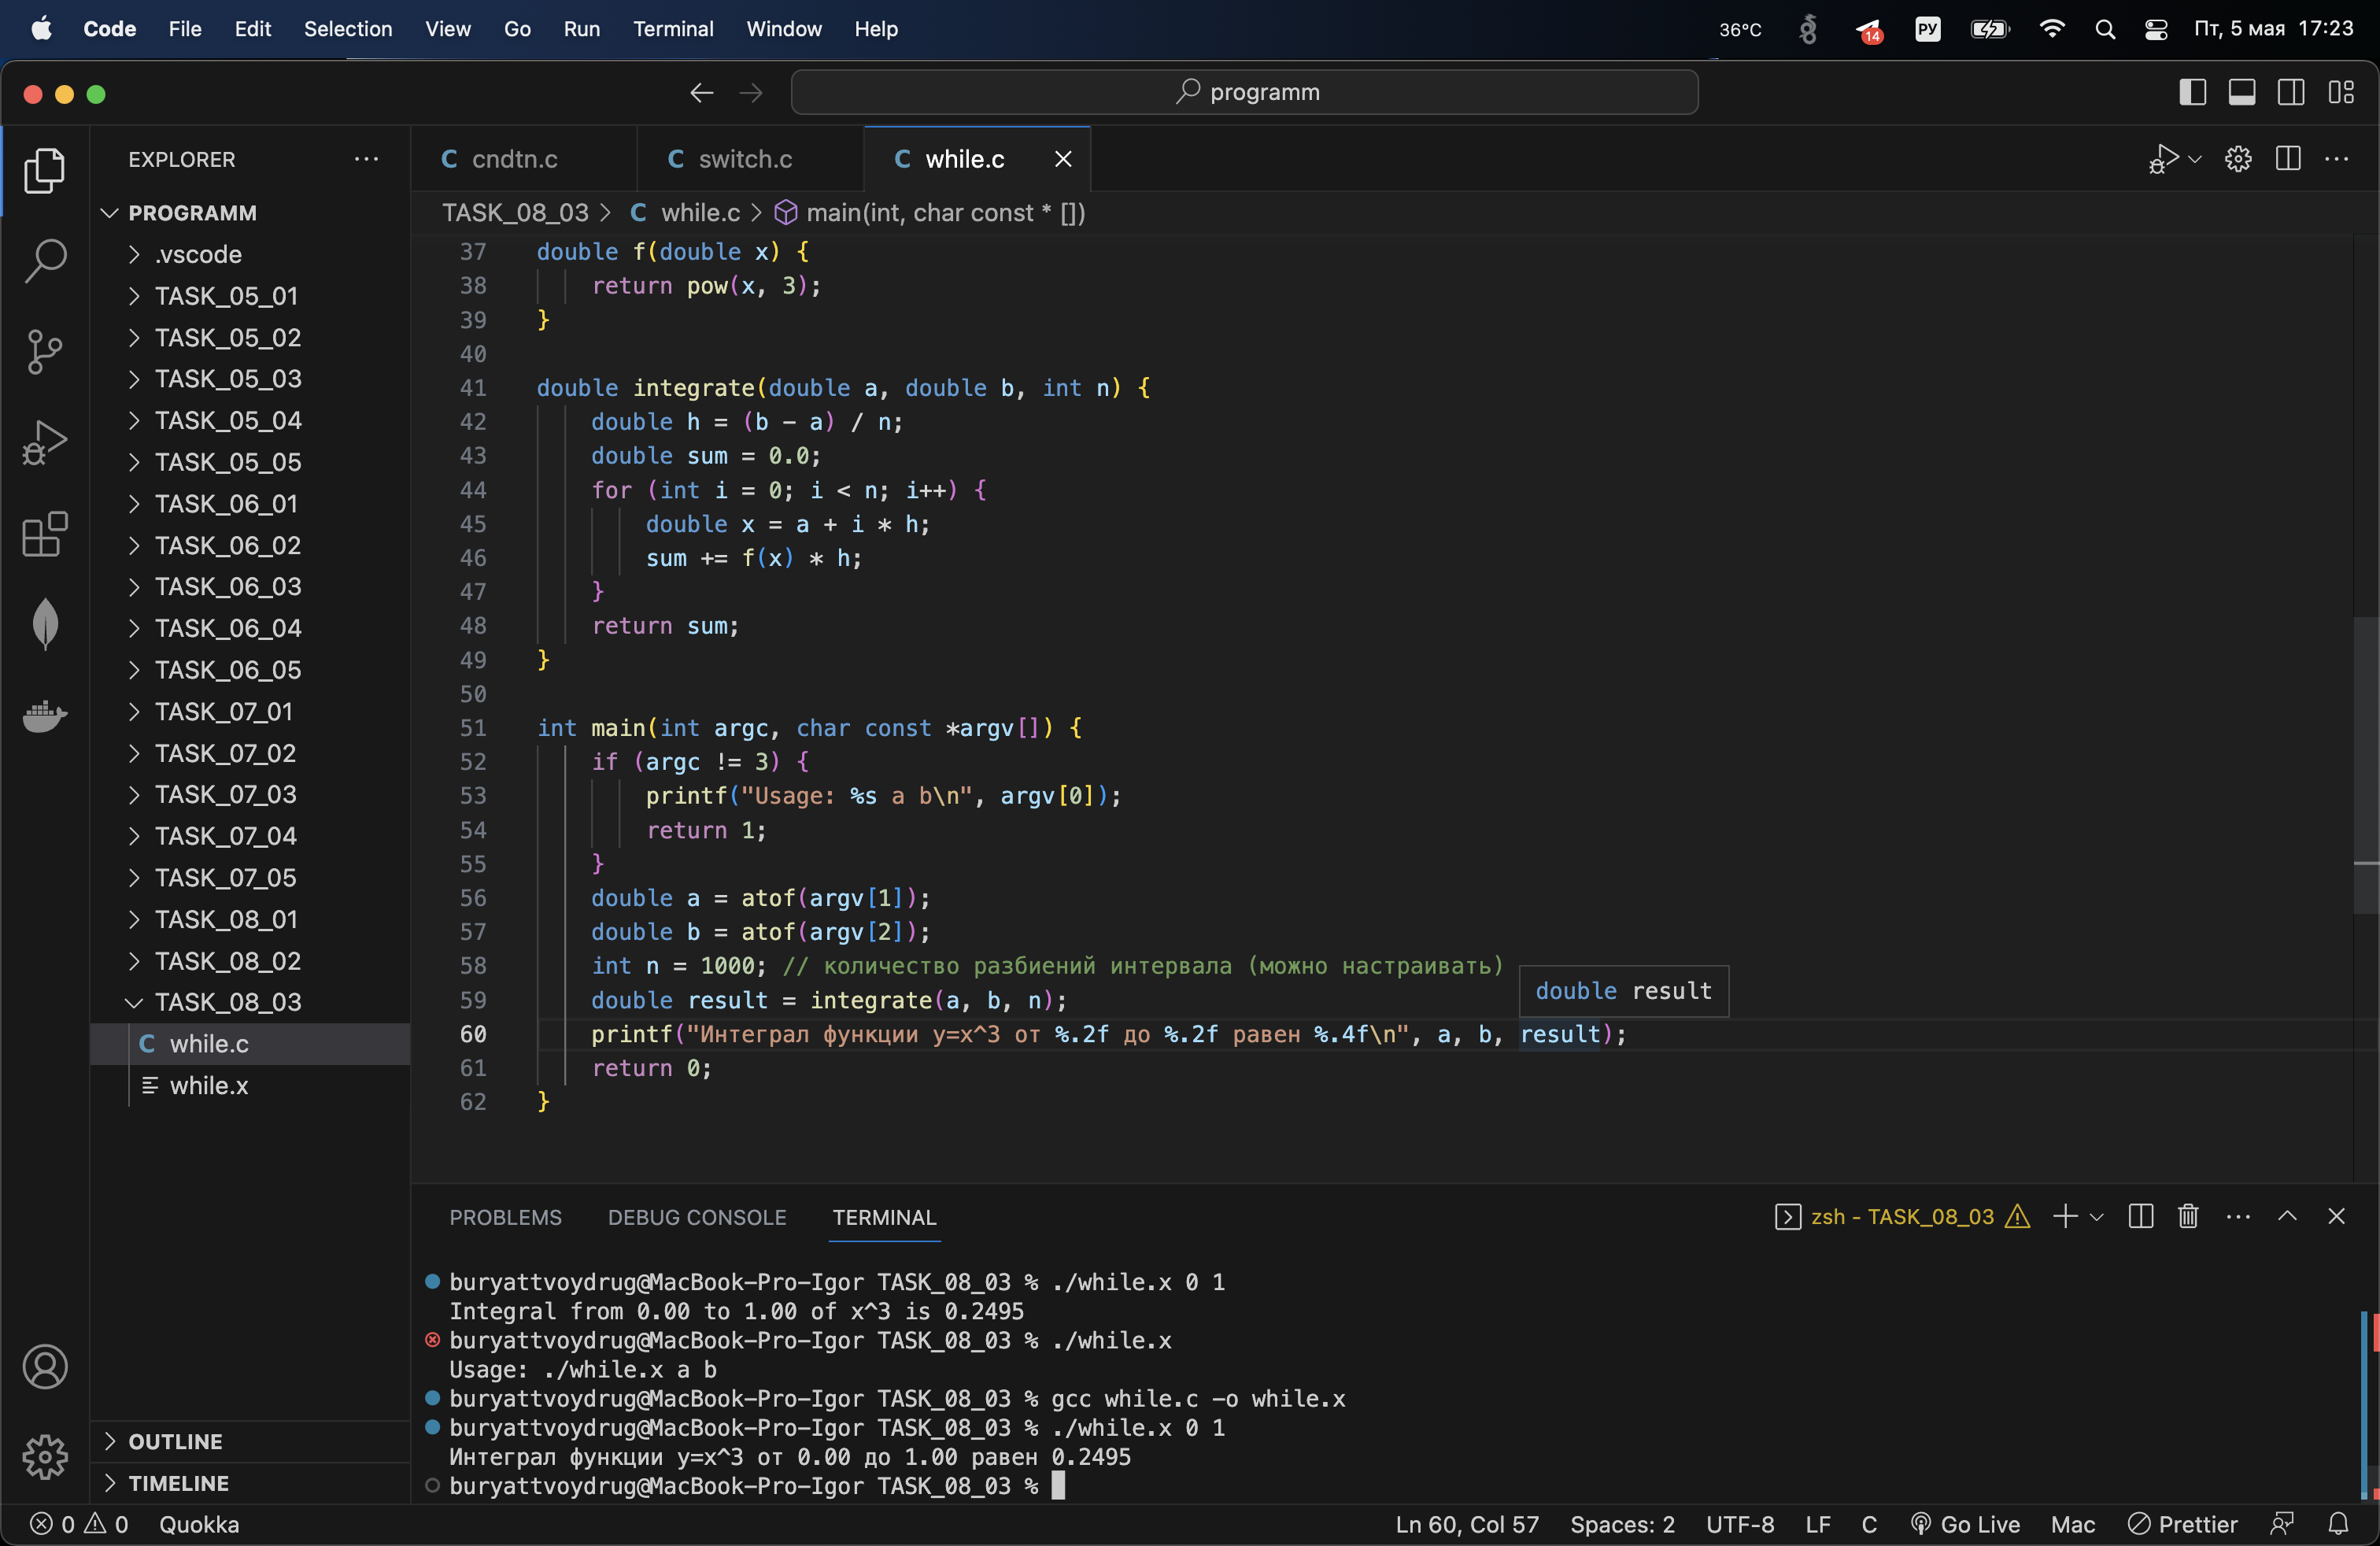 Code File Edit Selection View Go Run Terminal Window Help 36°C 14 РУ Пт, 5 мая 17:23
programm
EXPLORER
PROGRAMM
.vscode
TASK_05_01
TASK_05_02
TASK_05_03
TASK_05_04
TASK_05_05
TASK_06_01
TASK_06_02
TASK_06_03
TASK_06_04
TASK_06_05
TASK_07_01
TASK_07_02
TASK_07_03
TASK_07_04
TASK_07_05
TASK_08_01
TASK_08_02
TASK_08_03
C while.c
while.x
OUTLINE
TIMELINE
C cndtn.c C switch.c C while.c
TASK_08_03 > C while.c > main(int, char const * [])
37 double f(double x) {
38 return pow(x, 3);
39 }
40
41 double integrate(double a, double b, int n) {
42 double h = (b - a) / n;
43 double sum = 0.0;
44 for (int i = 0; i < n; i++) {
45 double x = a + i * h;
46 sum += f(x) * h;
47 }
48 return sum;
49 }
50
51 int main(int argc, char const *argv[]) {
52 if (argc != 3) {
53 printf("Usage: %s a b\n", argv[0]);
54 return 1;
55 }
56 double a = atof(argv[1]);
57 double b = atof(argv[2]);
58 int n = 1000; // количество разбиений интервала (можно настраивать)
59 double result = integrate(a, b, n);
double result
60 printf("Интеграл функции y=x^3 от %.2f до %.2f равен %.4f\n", a, b, result);
61 return 0;
62 }
PROBLEMS DEBUG CONSOLE TERMINAL zsh - TASK_08_03
buryattvoydrug@MacBook-Pro-Igor TASK_08_03 % ./while.x 0 1
Integral from 0.00 to 1.00 of x^3 is 0.2495
buryattvoydrug@MacBook-Pro-Igor TASK_08_03 % ./while.x
Usage: ./while.x a b
buryattvoydrug@MacBook-Pro-Igor TASK_08_03 % gcc while.c -o while.x
buryattvoydrug@MacBook-Pro-Igor TASK_08_03 % ./while.x 0 1
Интеграл функции y=x^3 от 0.00 до 1.00 равен 0.2495
buryattvoydrug@MacBook-Pro-Igor TASK_08_03 %
0 0 Quokka Ln 60, Col 57 Spaces: 2 UTF-8 LF C Go Live Mac Prettier